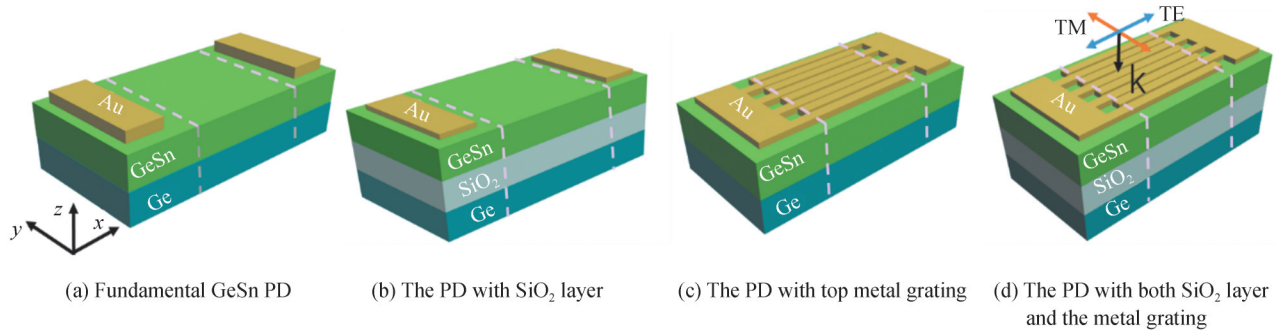 Au
GeSn
Ge
z
y
x
Au
GeSn
SiO₂
Ge
Au
GeSn
Ge
TM
TE
k
Au
GeSn
SiO₂
Ge
(a) Fundamental GeSn PD
(b) The PD with SiO₂ layer
(c) The PD with top metal grating
(d) The PD with both SiO₂ layer
and the metal grating